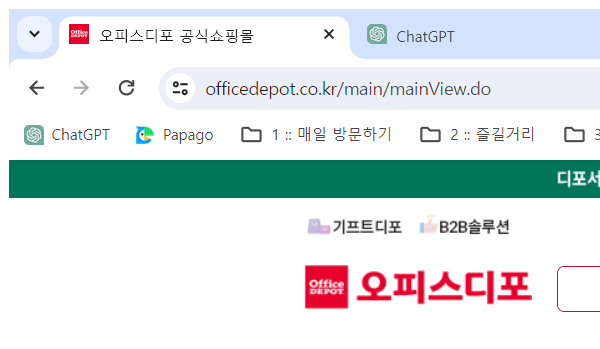 오피스디포 공식쇼핑몰 ChatGPT
officedepot.co.kr/main/mainView.do
ChatGPT Papago 1 :: 매일 방문하기 2 :: 즐길거리 3
디포서
기프트디포 B2B솔루션
Office DEPOT 오피스디포